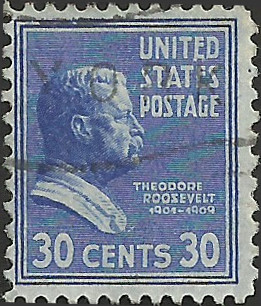 UNITED
STATES
POSTAGE
THEODORE
ROOSEVELT
1901-1909
30 CENTS 30